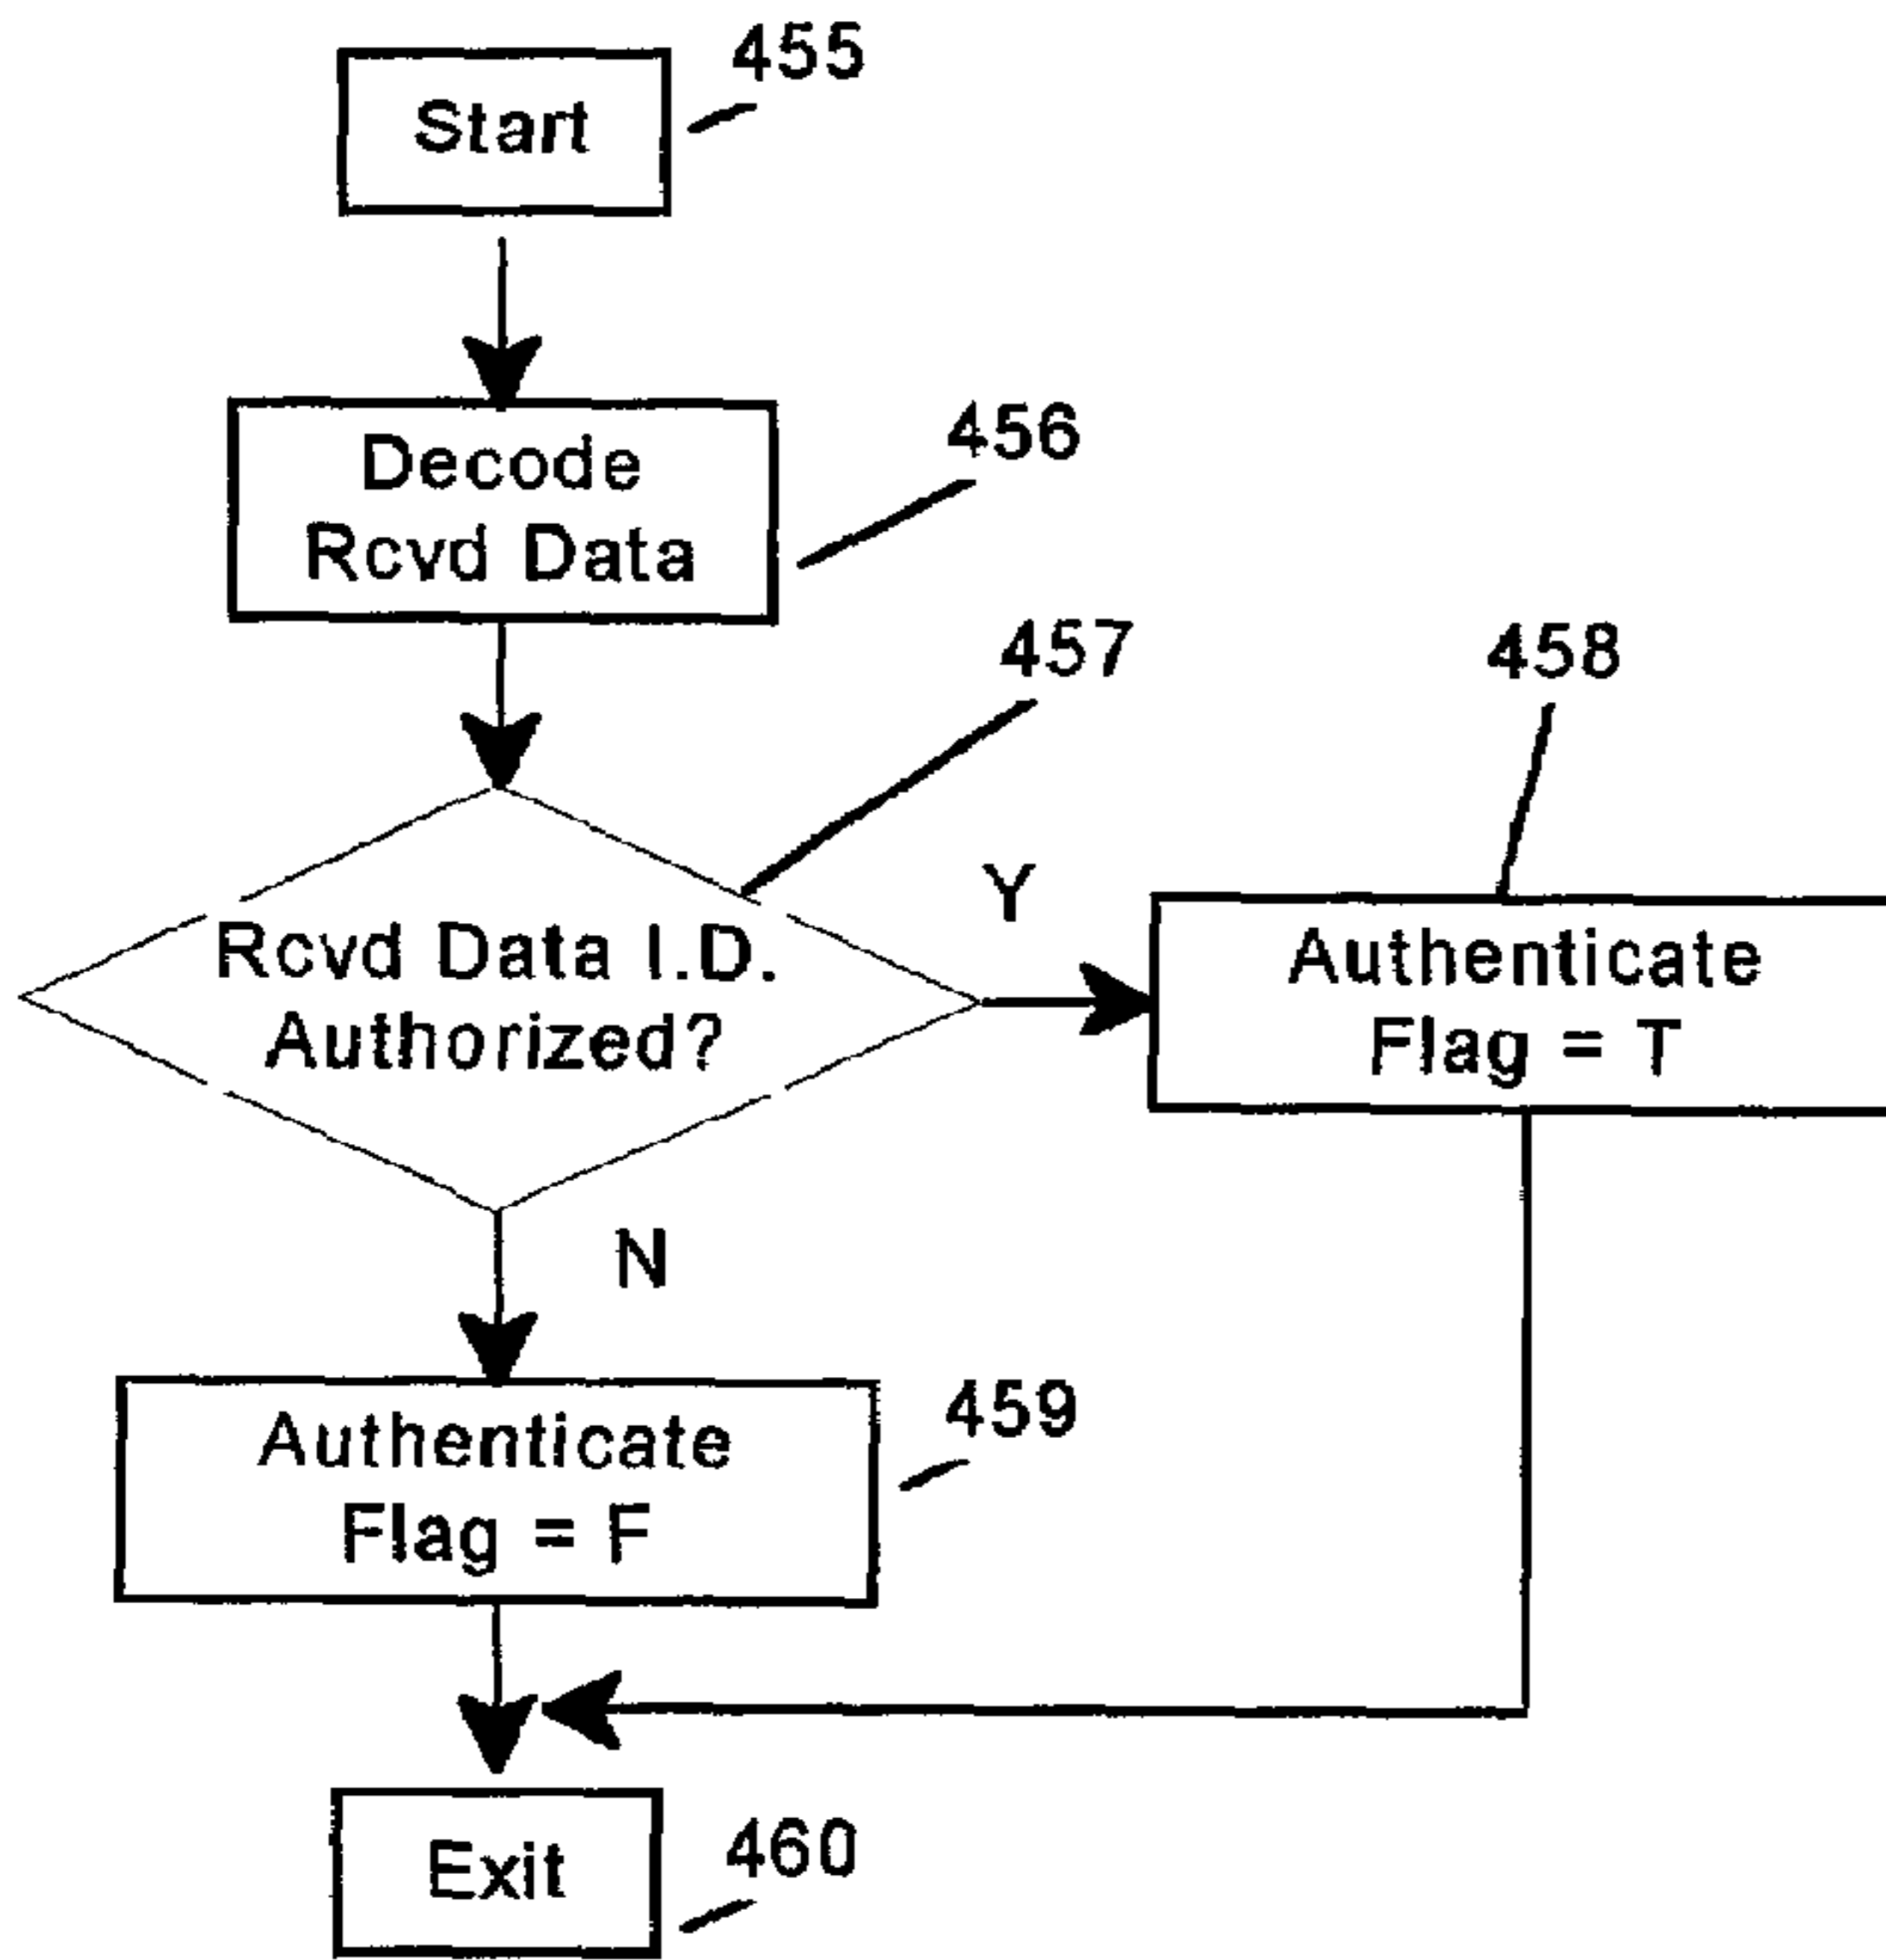 455
Start
456
Decode
Rcvd Data
457
458
Rcvd Data I.D.
Authorized?
Y
Authenticate
Flag = T
N
459
Authenticate
Flag = F
460
Exit